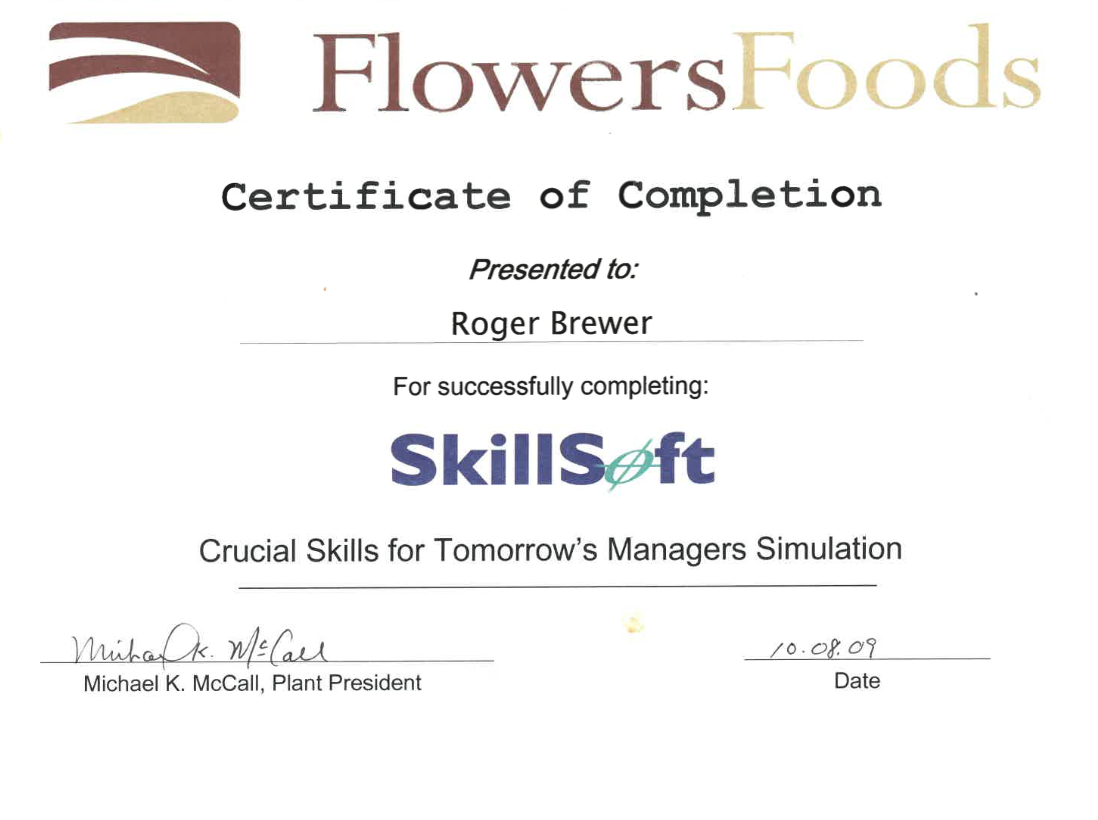 FlowersFoods
Certificate of Completion
Presented to:
Roger Brewer
For successfully completing:
SkillSoft
Crucial Skills for Tomorrow's Managers Simulation
Michael K. McCall 10.08.09
Michael K. McCall, Plant President Date